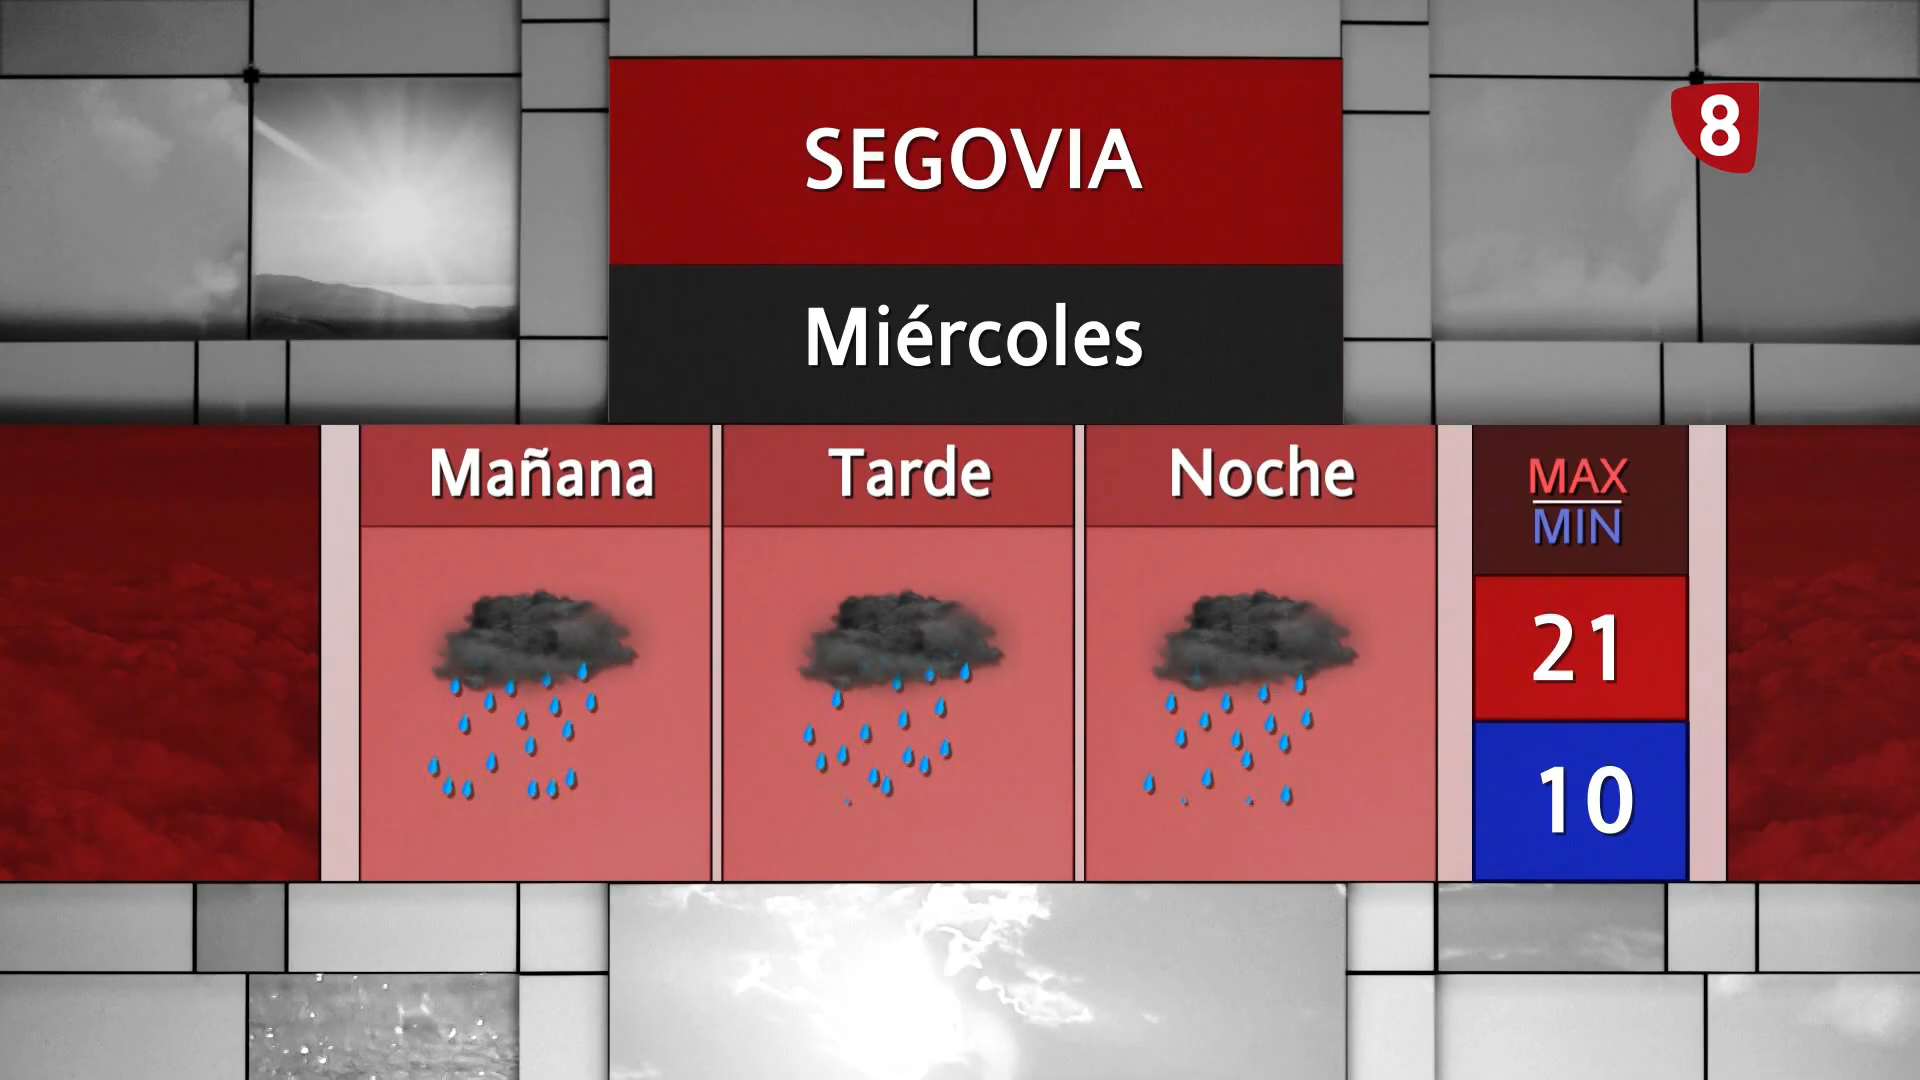 8
SEGOVIA
Miércoles
Mañana
Tarde
Noche
MAX
MIN
21
10